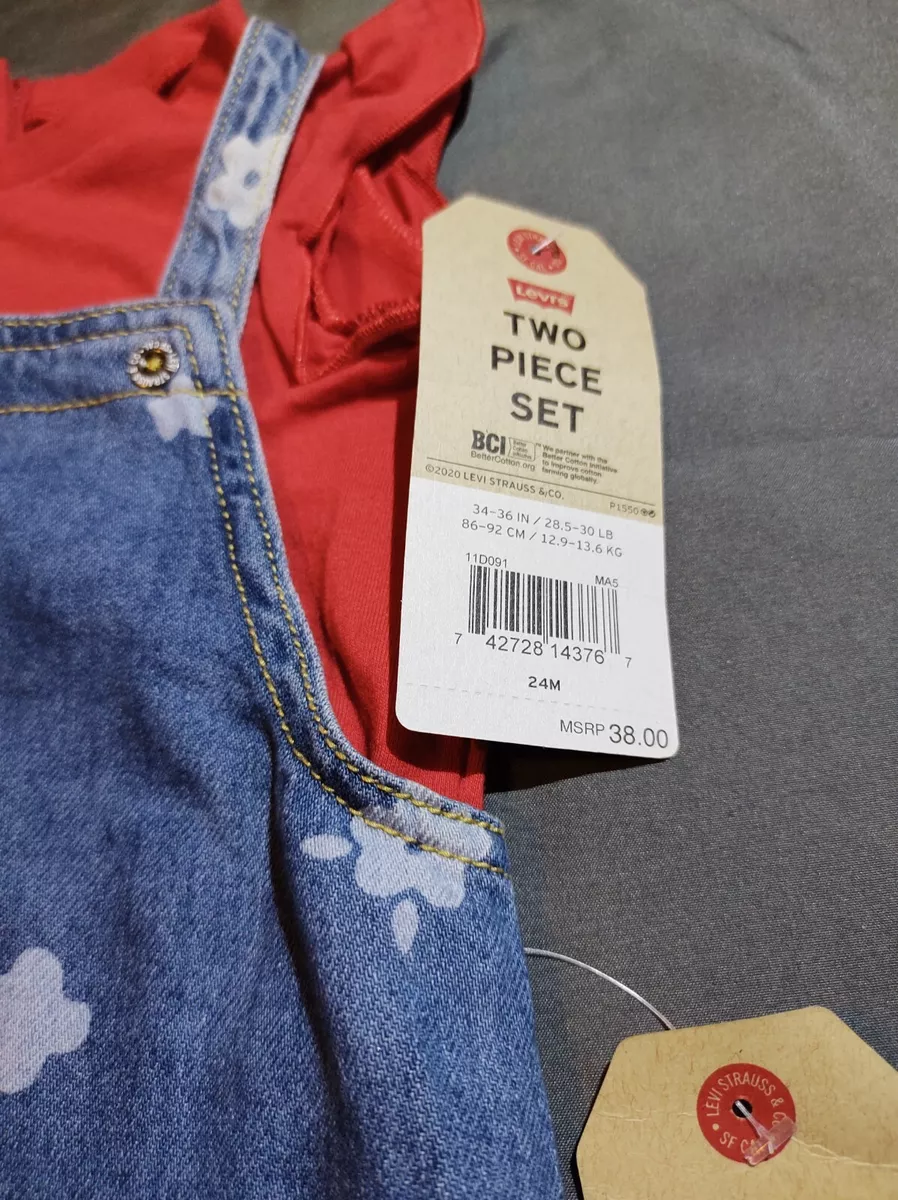 Levi's
TWO
PIECE
SET
BCI
BetterCotton.org
We partner with the
Better Cotton Initiative
to improve cotton
farming globally.
©2020 LEVI STRAUSS & CO.
P1550
34-36 IN / 28.5-30 LB
86-92 CM / 12.9-13.6 KG
11D091
MA5
7 42728 14376 7
24M
MSRP 38.00
LEVI STRAUSS & CO
SF C